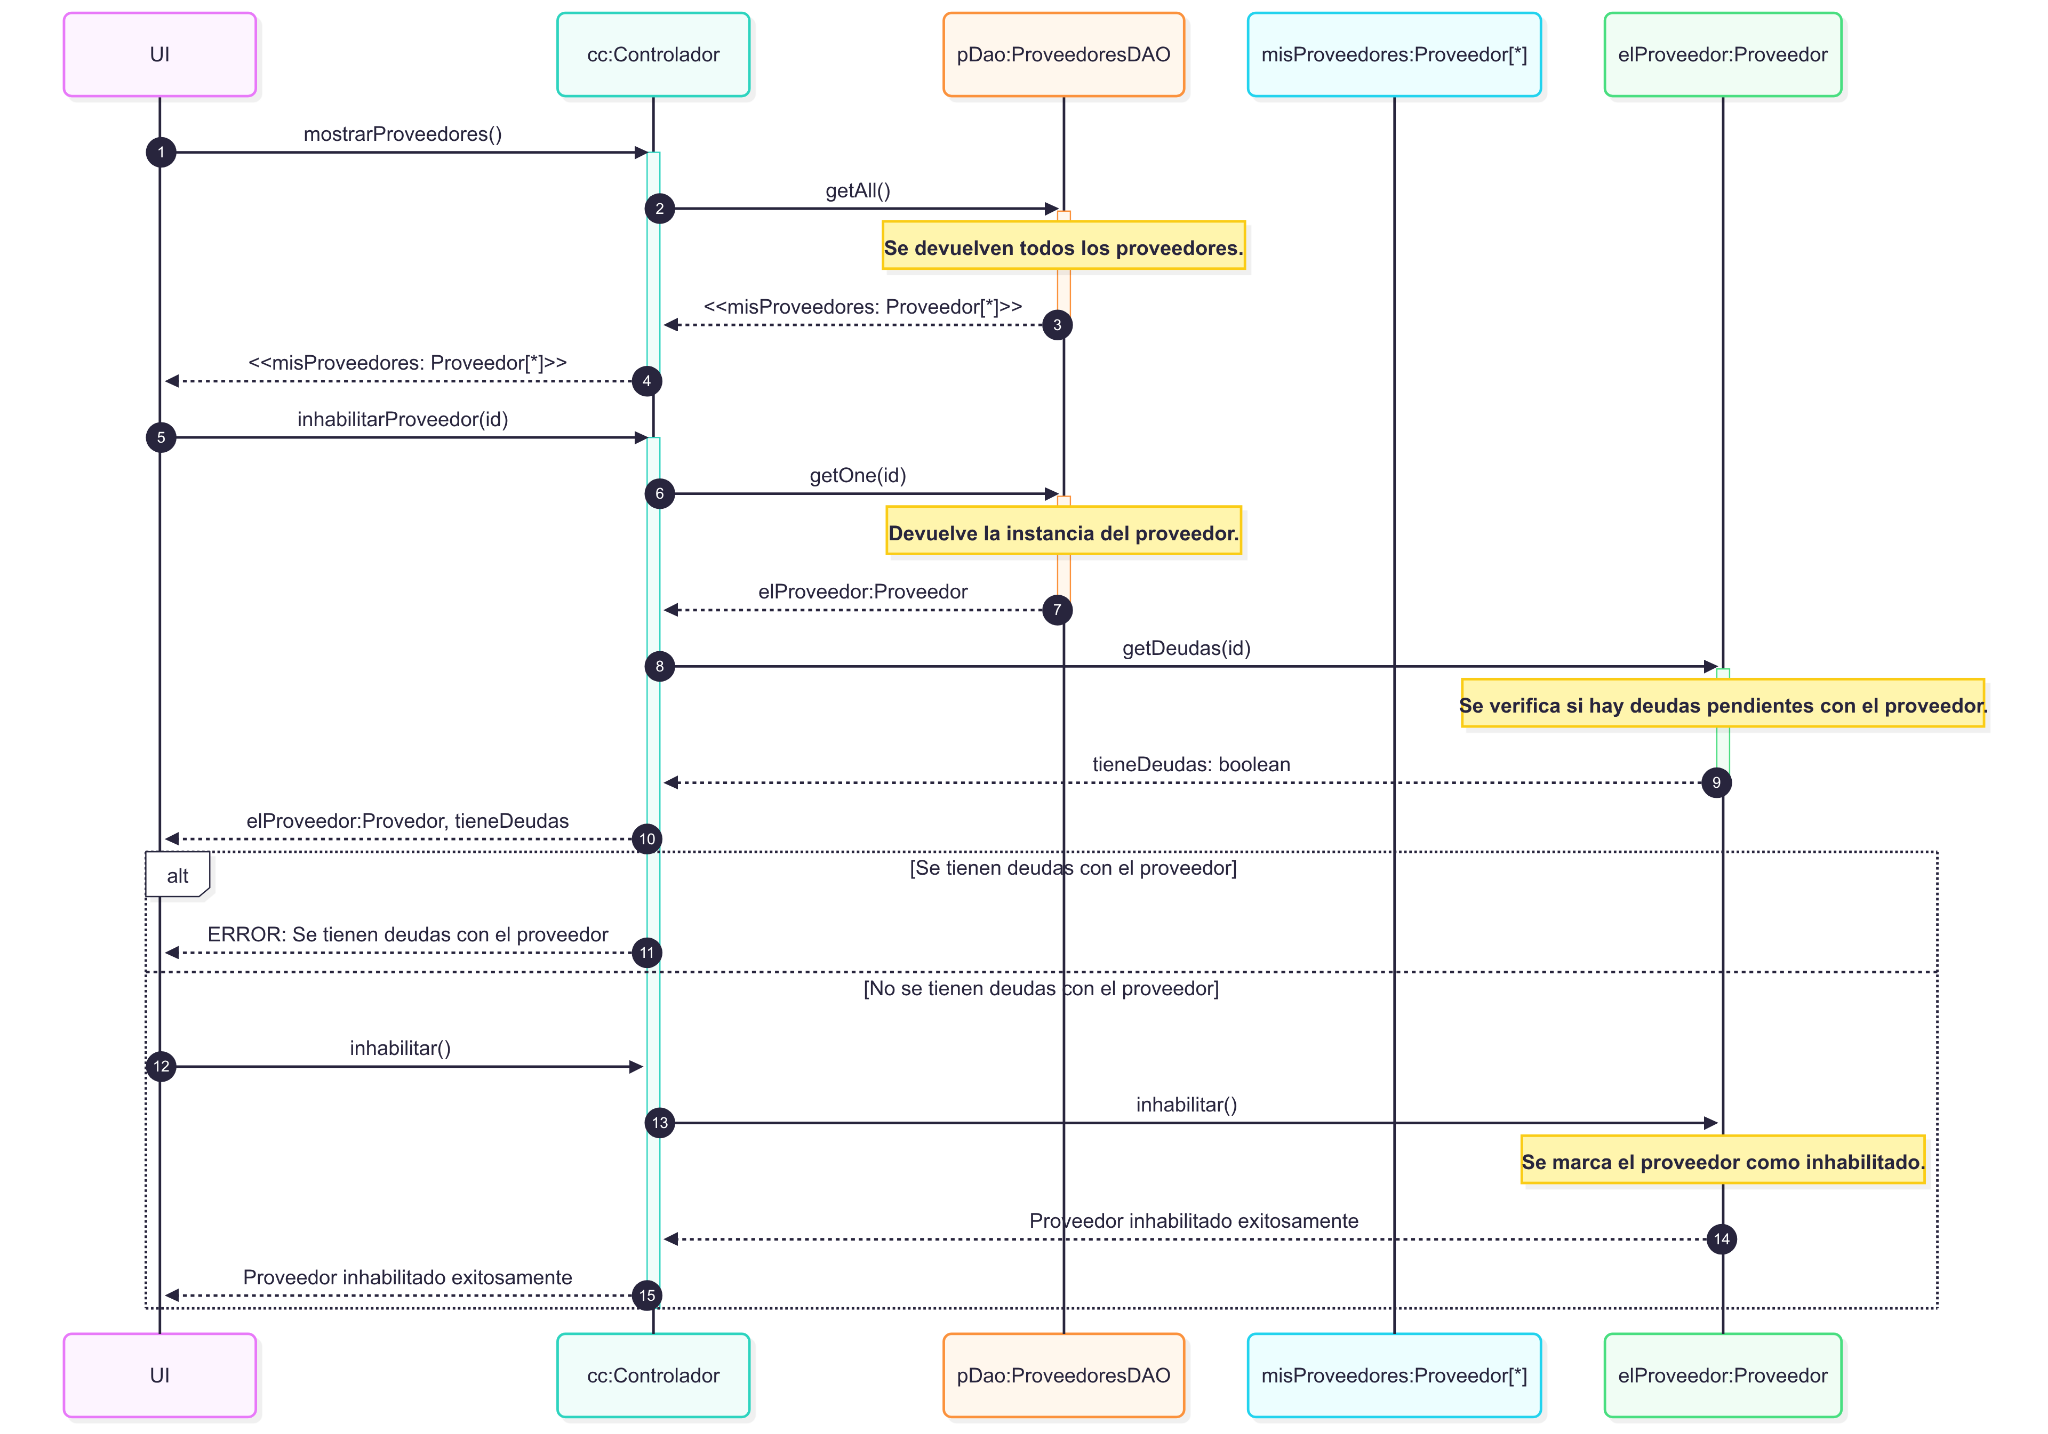 UI
cc:Controlador
pDao:ProveedoresDAO
misProveedores:Proveedor[*]
elProveedor:Proveedor
mostrarProveedores()
1
getAll()
2
Se devuelven todos los proveedores.
<<misProveedores: Proveedor[*]>>
3
<<misProveedores: Proveedor[*]>>
4
inhabilitarProveedor(id)
5
getOne(id)
6
Devuelve la instancia del proveedor.
elProveedor:Proveedor
7
getDeudas(id)
8
Se verifica si hay deudas pendientes con el proveedor.
tieneDeudas: boolean
9
elProveedor:Provedor, tieneDeudas
10
alt
[Se tienen deudas con el proveedor]
ERROR: Se tienen deudas con el proveedor
11
[No se tienen deudas con el proveedor]
inhabilitar()
12
inhabilitar()
13
Se marca el proveedor como inhabilitado.
Proveedor inhabilitado exitosamente
14
Proveedor inhabilitado exitosamente
15
UI
cc:Controlador
pDao:ProveedoresDAO
misProveedores:Proveedor[*]
elProveedor:Proveedor